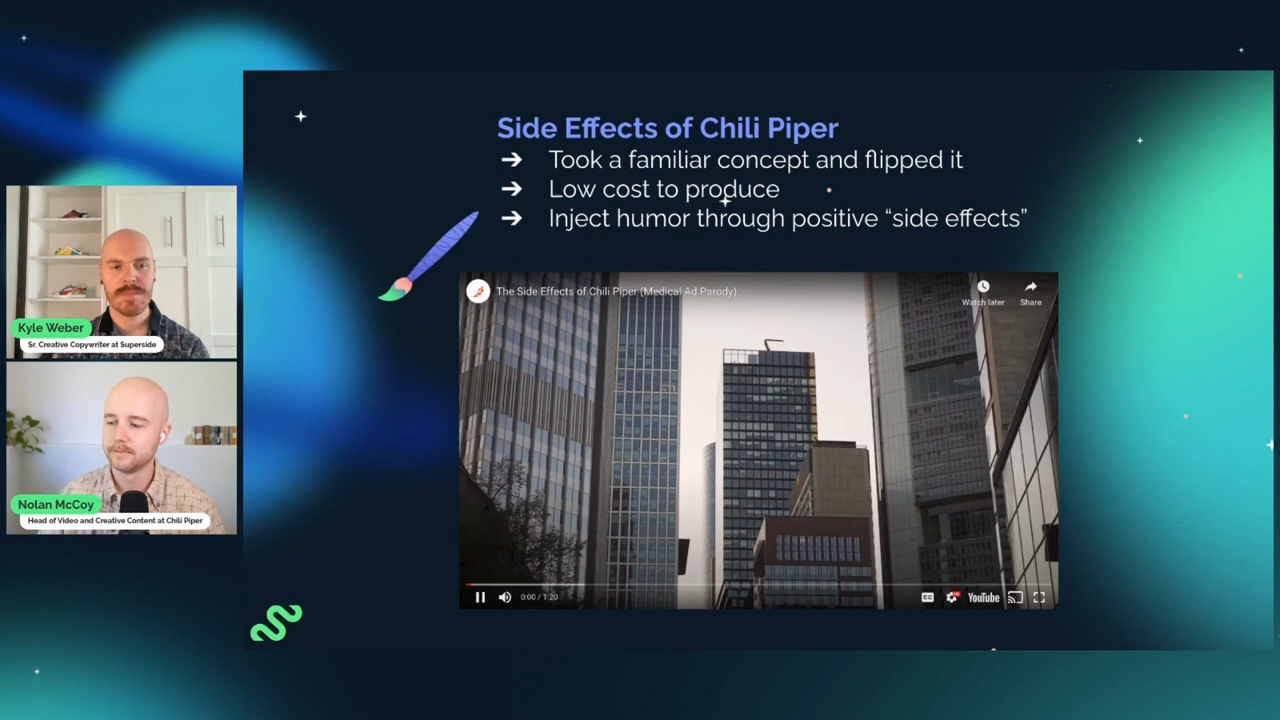 Side Effects of Chili Piper
➔ Took a familiar concept and flipped it
➔ Low cost to produce
➔ Inject humor through positive “side effects”
The Side Effects of Chili Piper (Medical Ad Parody)
Watch later
Share
Kyle Weber
Sr. Creative Copywriter at Superside
Nolan McCoy
Head of Video and Creative Content at Chili Piper
0:00 / 1:20
CC
YouTube